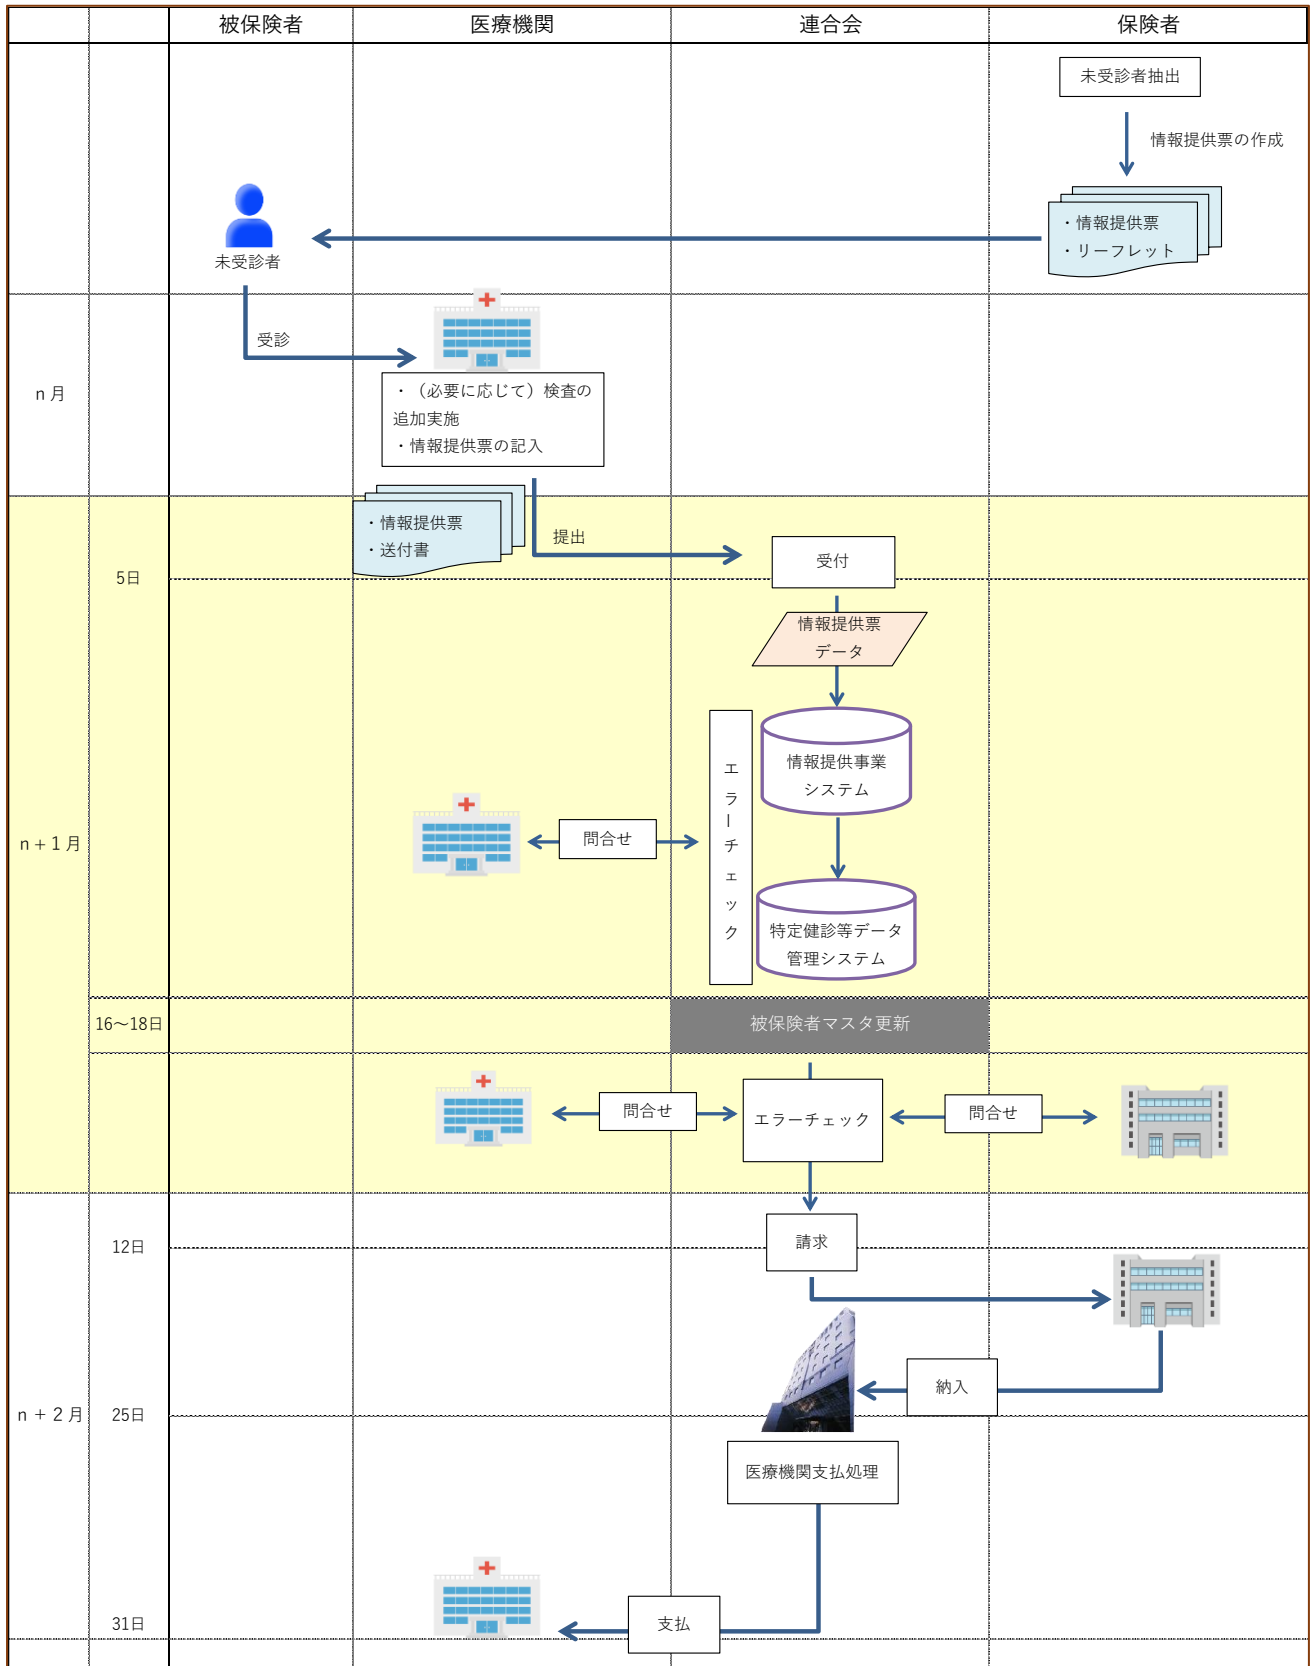 被保険者 医療機関 連合会 保険者
未受診者抽出
情報提供票の作成
・情報提供票
・リーフレット
未受診者
n月
受診
・（必要に応じて）検査の
追加実施
・情報提供票の記入
n+1月
・情報提供票
・送付書
提出
受付
5日
情報提供票
データ
エラーチェック
情報提供事業
システム
問合せ
特定健診等データ
管理システム
16～18日
被保険者マスタ更新
問合せ
エラーチェック
問合せ
n+2月
12日
請求
納入
25日
医療機関支払処理
31日
支払